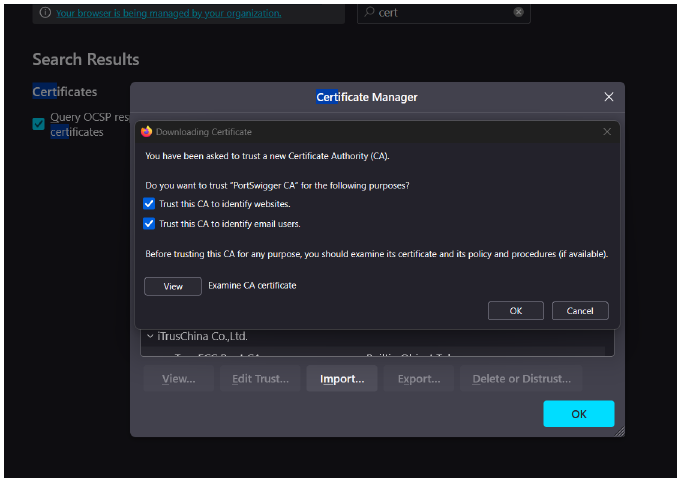 Your browser is being managed by your organization.
cert
Search Results
Certificates
Query OCSP res
certificates
Certificate Manager
Downloading Certificate
You have been asked to trust a new Certificate Authority (CA).
Do you want to trust “PortSwigger CA” for the following purposes?
Trust this CA to identify websites.
Trust this CA to identify email users.
Before trusting this CA for any purpose, you should examine its certificate and its policy and procedures (if available).
View
Examine CA certificate
OK
Cancel
iTrusChina Co.,Ltd.
View...
Edit Trust...
Import...
Export...
Delete or Distrust...
OK